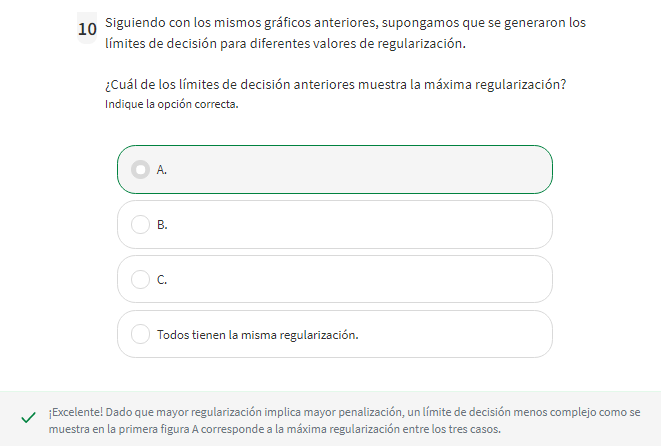 10
Siguiendo con los mismos gráficos anteriores, supongamos que se generaron los
límites de decisión para diferentes valores de regularización.
¿Cuál de los límites de decisión anteriores muestra la máxima regularización?
Indique la opción correcta.
A.
B.
C.
Todos tienen la misma regularización.
¡Excelente! Dado que mayor regularización implica mayor penalización, un límite de decisión menos complejo como se
muestra en la primera figura A corresponde a la máxima regularización entre los tres casos.